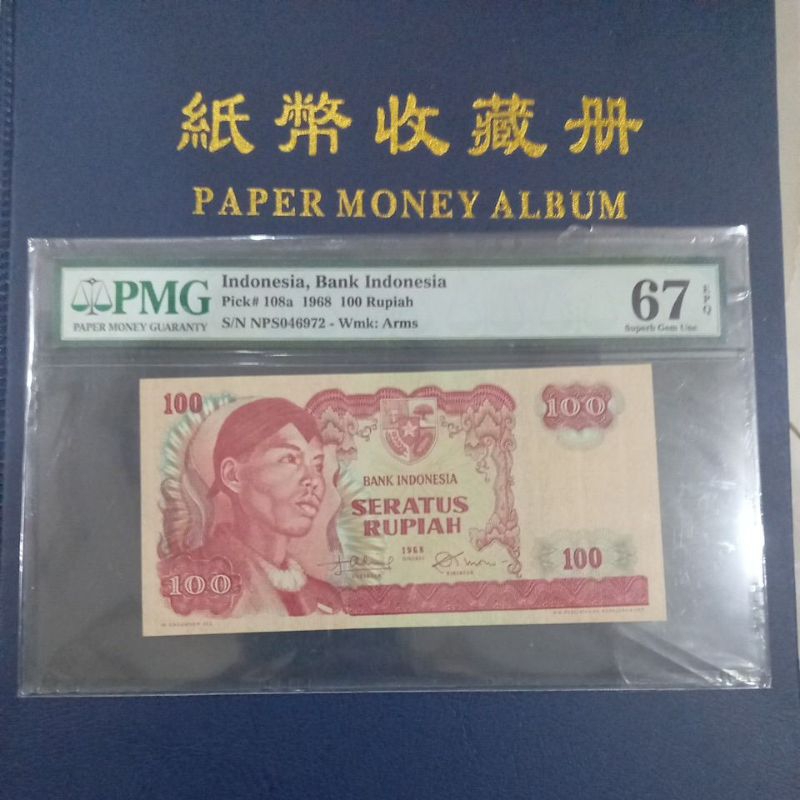 紙幣收藏册
PAPER MONEY ALBUM
PMG
PAPER MONEY GUARANTY
Indonesia, Bank Indonesia
Pick# 108a 1968 100 Rupiah
S/N NPS046972 - Wmk: Arms
67 EPQ
Superb Gem Unc
100
100
BANK INDONESIA
SERATUS
RUPIAH
1968
100
100